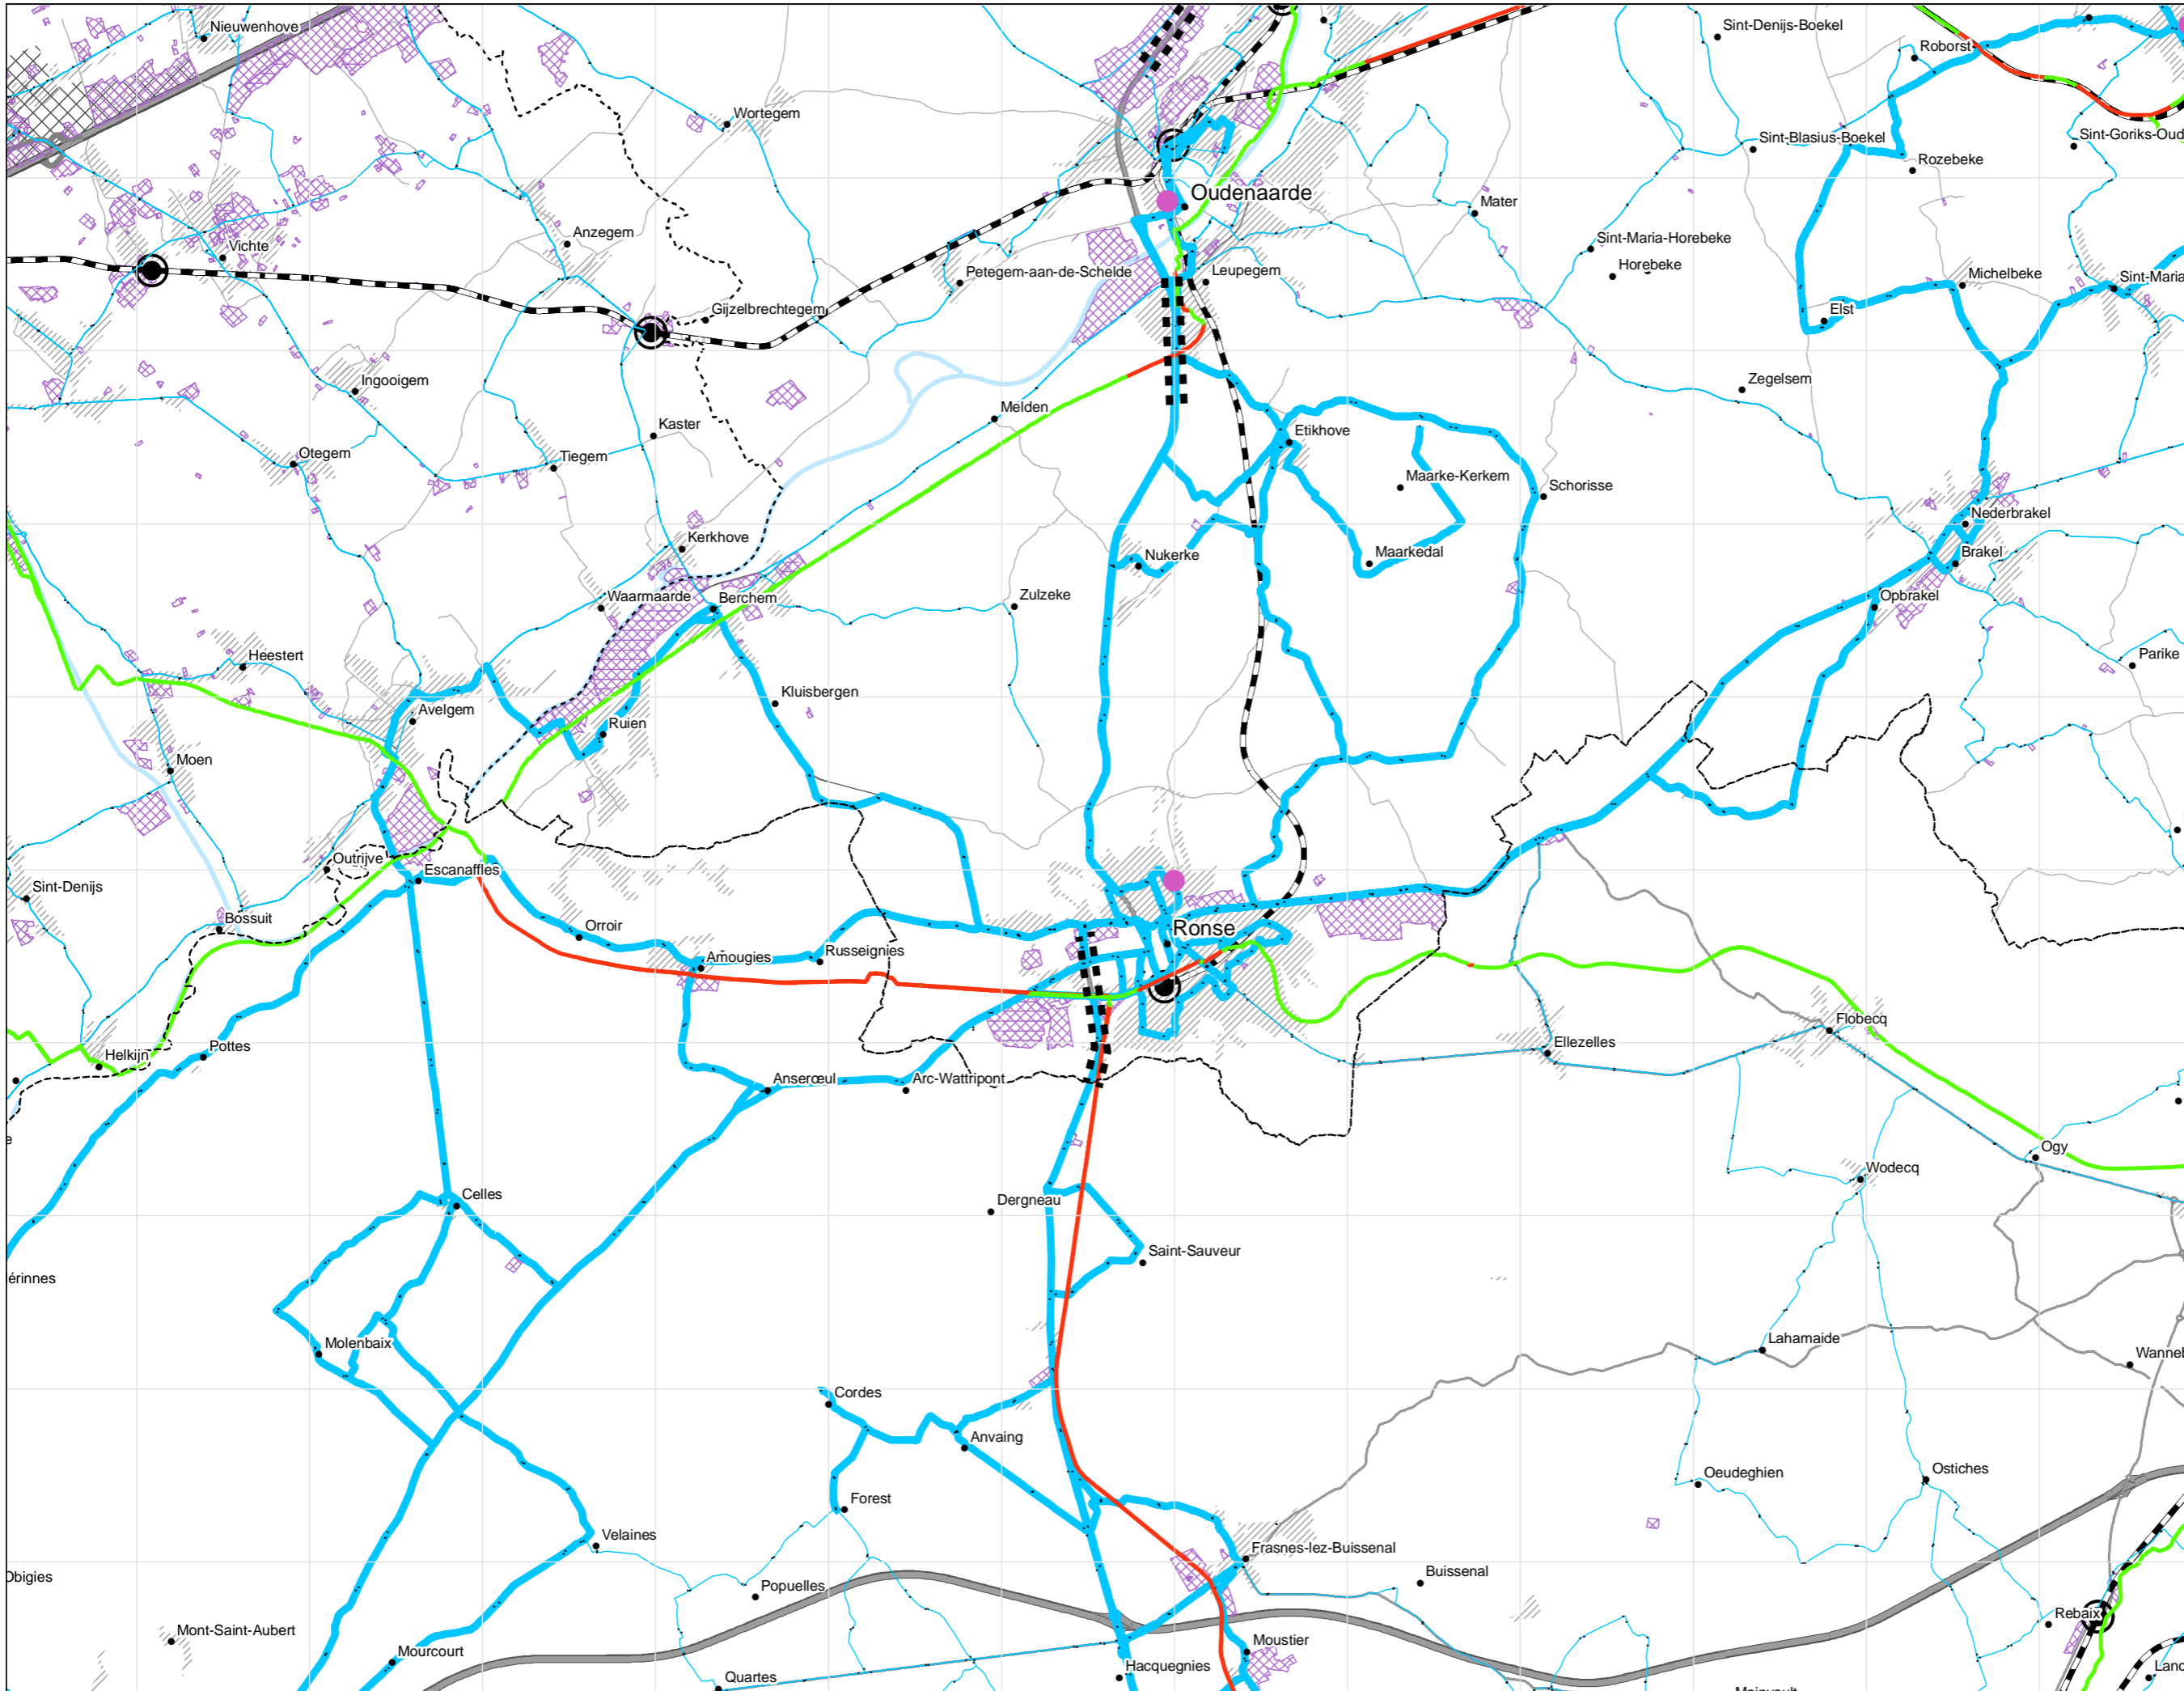 Nieuwenhove
Sint-Denijs-Boekel
Roborst
Wortegem
Sint-Blasius-Boekel
Sint-Goriks-Oud
Rozebeke
Oudenaarde
Mater
Anzegem
Sint-Maria-Horebeke
Vichte
Horebeke
Petegem-aan-de-Schelde
Leupegem
Michelbeke
Sint-Maria
Gijzelbrechtegem
Elst
Ingooigem
Zegelsem
Melden
Kaster
Etikhove
Otegem
Tiegem
Maarke-Kerkem
Schorisse
Nederbrakel
Kerkhove
Nukerke
Maarkedal
Brakel
Waarmaarde
Berchem
Zulzeke
Opbrakel
Heestert
Parike
Kluisbergen
Avelgem
Ruien
Moen
Outrijve
Escanaffles
Sint-Denijs
Bossuit
Orroir
Ronse
Amougies
Russeignies
Flobecq
Pottes
Helkijn
Ellezelles
Anserœul
Arc-Wattripont
e
Ogy
Wodecq
Celles
Dergneau
Saint-Sauveur
érinnes
Molenbaix
Lahamaide
Cordes
Anvaing
Oeudeghien
Ostiches
Forest
Velaines
Frasnes-lez-Buissenal
Buissenal
Obigies
Popuelles
Rebaix
Mont-Saint-Aubert
Moustier
Mourcourt
Hacquegnies
Quartes